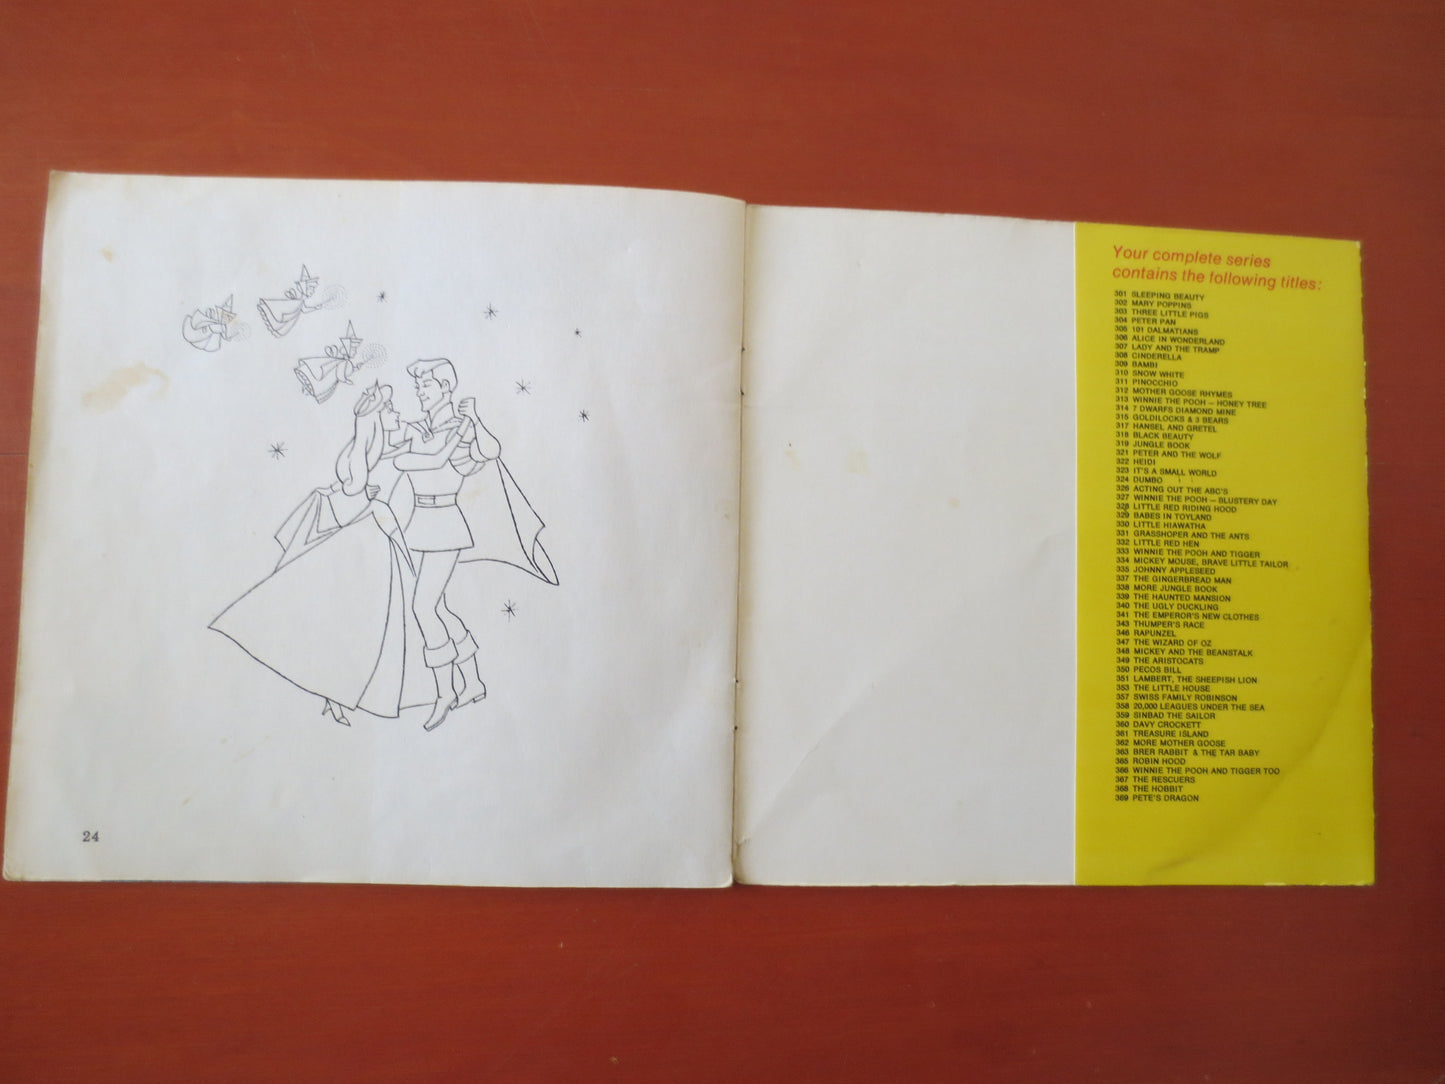 24
Your complete series
contains the following titles:
301 SLEEPING BEAUTY
302 MARY POPPINS
303 THREE LITTLE PIGS
304 PETER PAN
305 101 DALMATIANS
306 ALICE IN WONDERLAND
307 LADY AND THE TRAMP
308 CINDERELLA
309 BAMBI
310 SNOW WHITE
311 PINOCCHIO
312 MOTHER GOOSE RHYMES
313 WINNIE THE POOH – HONEY TREE
314 7 DWARFS DIAMOND MINE
315 GOLDILOCKS & 3 BEARS
317 HANSEL AND GRETEL
318 BLACK BEAUTY
319 JUNGLE BOOK
321 PETER AND THE WOLF
322 HEIDI
323 IT'S A SMALL WORLD
324 DUMBO
326 ACTING OUT THE ABC'S
327 WINNIE THE POOH – BLUSTERY DAY
328 LITTLE RED RIDING HOOD
329 BABES IN TOYLAND
330 LITTLE HIAWATHA
331 GRASSHOPER AND THE ANTS
332 LITTLE RED HEN
333 WINNIE THE POOH AND TIGGER
334 MICKEY MOUSE, BRAVE LITTLE TAILOR
335 JOHNNY APPLESEED
337 THE GINGERBREAD MAN
338 MORE JUNGLE BOOK
339 THE HAUNTED MANSION
340 THE UGLY DUCKLING
341 THE EMPEROR'S NEW CLOTHES
343 THUMPER'S RACE
346 RAPUNZEL
347 THE WIZARD OF OZ
348 MICKEY AND THE BEANSTALK
349 THE ARISTOCATS
350 PECOS BILL
351 LAMBERT, THE SHEEPISH LION
353 THE LITTLE HOUSE
357 SWISS FAMILY ROBINSON
358 20,000 LEAGUES UNDER THE SEA
359 SINBAD THE SAILOR
360 DAVY CROCKETT
361 TREASURE ISLAND
362 MORE MOTHER GOOSE
363 BRER RABBIT & THE TAR BABY
365 ROBIN HOOD
366 WINNIE THE POOH AND TIGGER TOO
367 THE RESCUERS
368 THE HOBBIT
369 PETE'S DRAGON